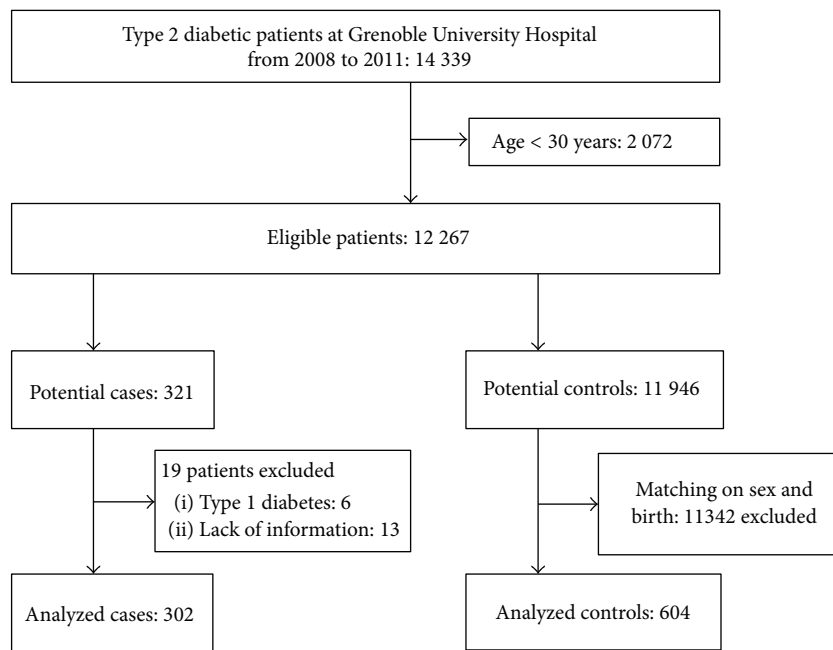 Type 2 diabetic patients at Grenoble University Hospital
from 2008 to 2011: 14 339
Age < 30 years: 2 072
Eligible patients: 12 267
Potential cases: 321
Potential controls: 11 946
19 patients excluded
(i) Type 1 diabetes: 6
(ii) Lack of information: 13
Matching on sex and
birth: 11342 excluded
Analyzed cases: 302
Analyzed controls: 604